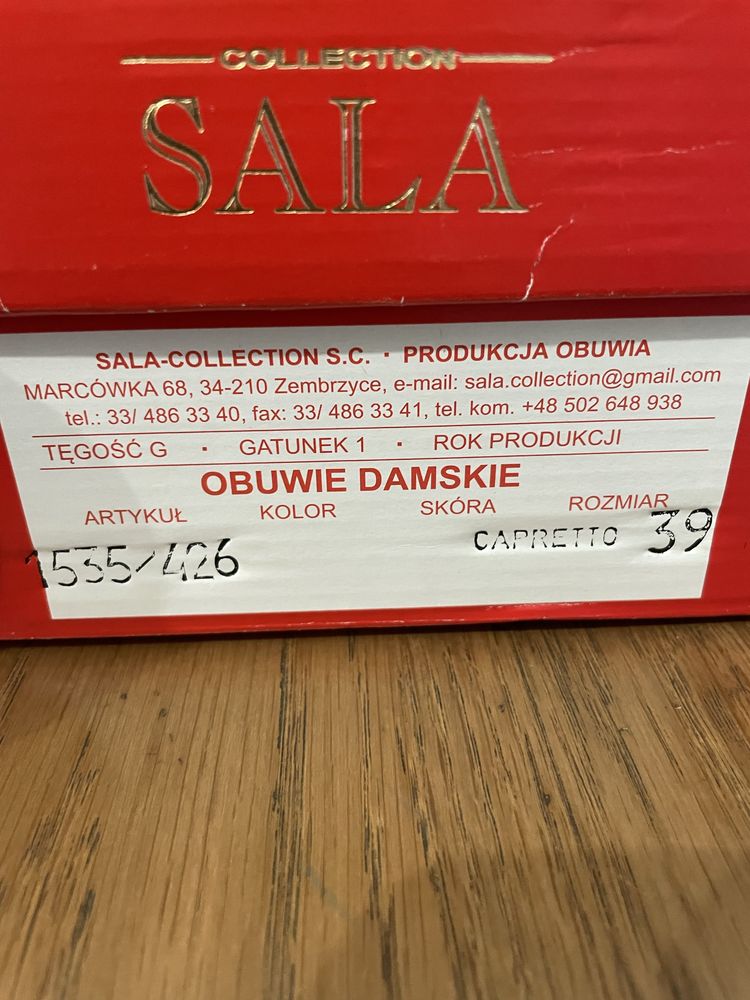 COLLECTION
SALA
SALA-COLLECTION S.C. · PRODUKCJA OBUWIA
MARCÓWKA 68, 34-210 Zembrzyce, e-mail: sala.collection@gmail.com
tel.: 33/ 486 33 40, fax: 33/ 486 33 41, tel. kom. +48 502 648 938
TĘGOŚĆ G · GATUNEK 1 · ROK PRODUKCJI
OBUWIE DAMSKIE
ARTYKUŁ KOLOR SKÓRA ROZMIAR
1535/426 CAPRETTO 39